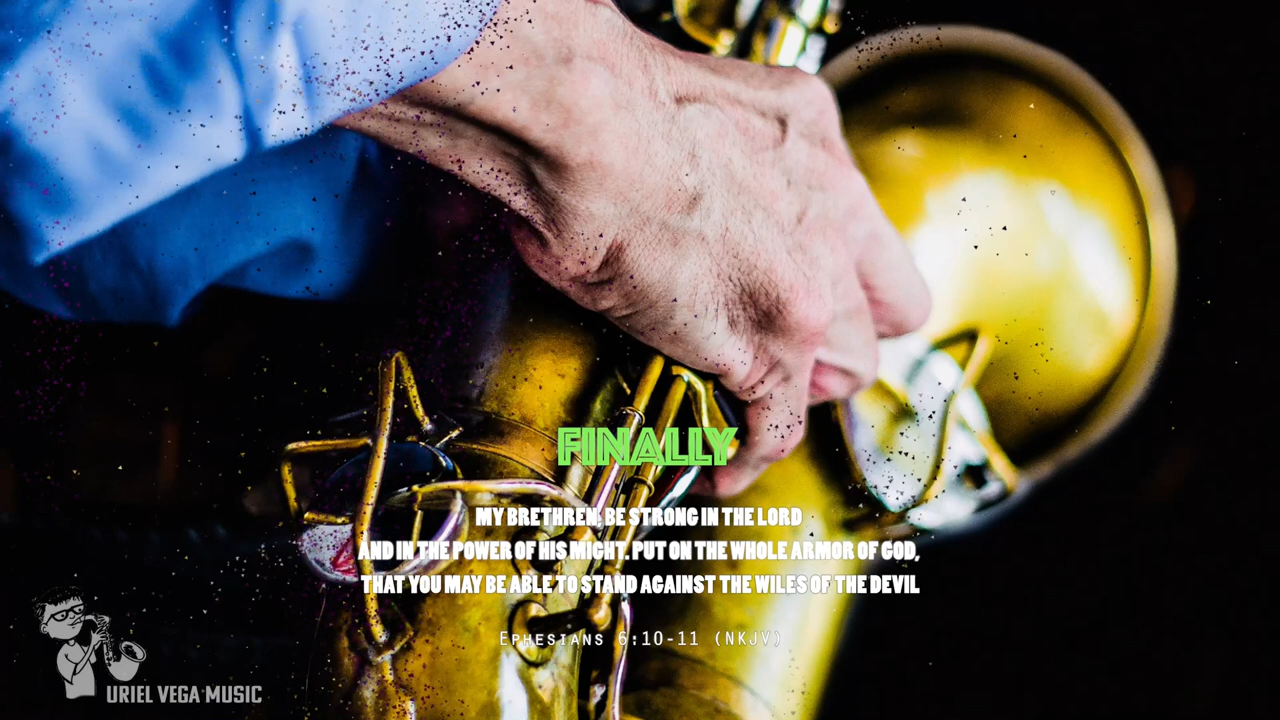 FINALLY
MY BRETHREN, BE STRONG IN THE LORD
AND IN THE POWER OF HIS MIGHT. PUT ON THE WHOLE ARMOR OF GOD,
THAT YOU MAY BE ABLE TO STAND AGAINST THE WILES OF THE DEVIL
Ephesians 6:10-11 (NKJV)
URIEL VEGA MUSIC